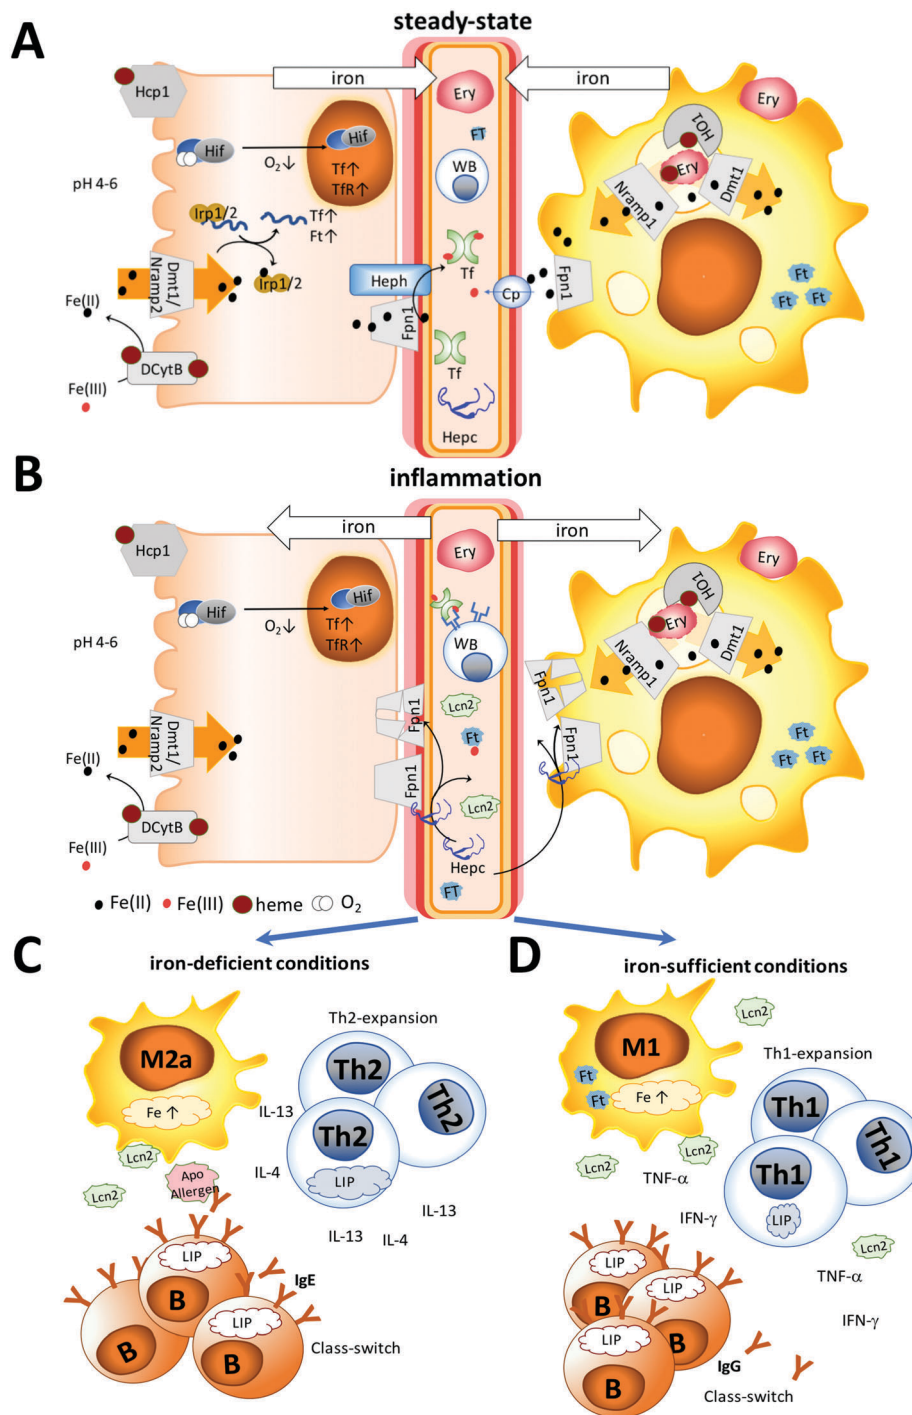 A
steady-state
iron
iron
Hcp1
Ery
Ery
HO1
Hif
Hif
FT
O2↓
Tf↑
TfR↑
WB
Ery
Nramp1
Dmt1
pH 4-6
Irp1/2
Tf↑
Ft↑
Irp1/2
Dmt1/
Nramp2
Heph
Fpn1
Tf
Cp
Fpn1
Ft
Ft
Ft
Fe(II)
DCytB
Fe(III)
Tf
Hepc
B
inflammation
iron
iron
Hcp1
Ery
Ery
HO1
Hif
Hif
O2↓
Tf↑
TfR↑
WB
Ery
Nramp1
Dmt1
pH 4-6
Dmt1/
Nramp2
Fpn1
Lcn2
Ft
Fpn1
Fpn1
Fpn1
Ft
Ft
Ft
Fe(II)
Lcn2
DCytB
Fe(III)
Hepc
FT
Fe(II) Fe(III) heme O2
C
iron-deficient conditions
M2a
Fe ↑
Th2-expansion
Th2
Th2
Th2
LIP
IL-13
Lcn2
Lcn2
Apo
Allergen
IL-4
IL-13
IL-13
IL-4
LIP
B
B
LIP
B
IgE
Class-switch
D
iron-sufficient conditions
Lcn2
M1
Ft
Ft
Fe ↑
Th1-expansion
Th1
Th1
Th1
LIP
Lcn2
Lcn2
TNF-α
IFN-γ
Lcn2
TNF-α
IFN-γ
LIP
B
LIP
B
LIP
B
IgG
Class-switch